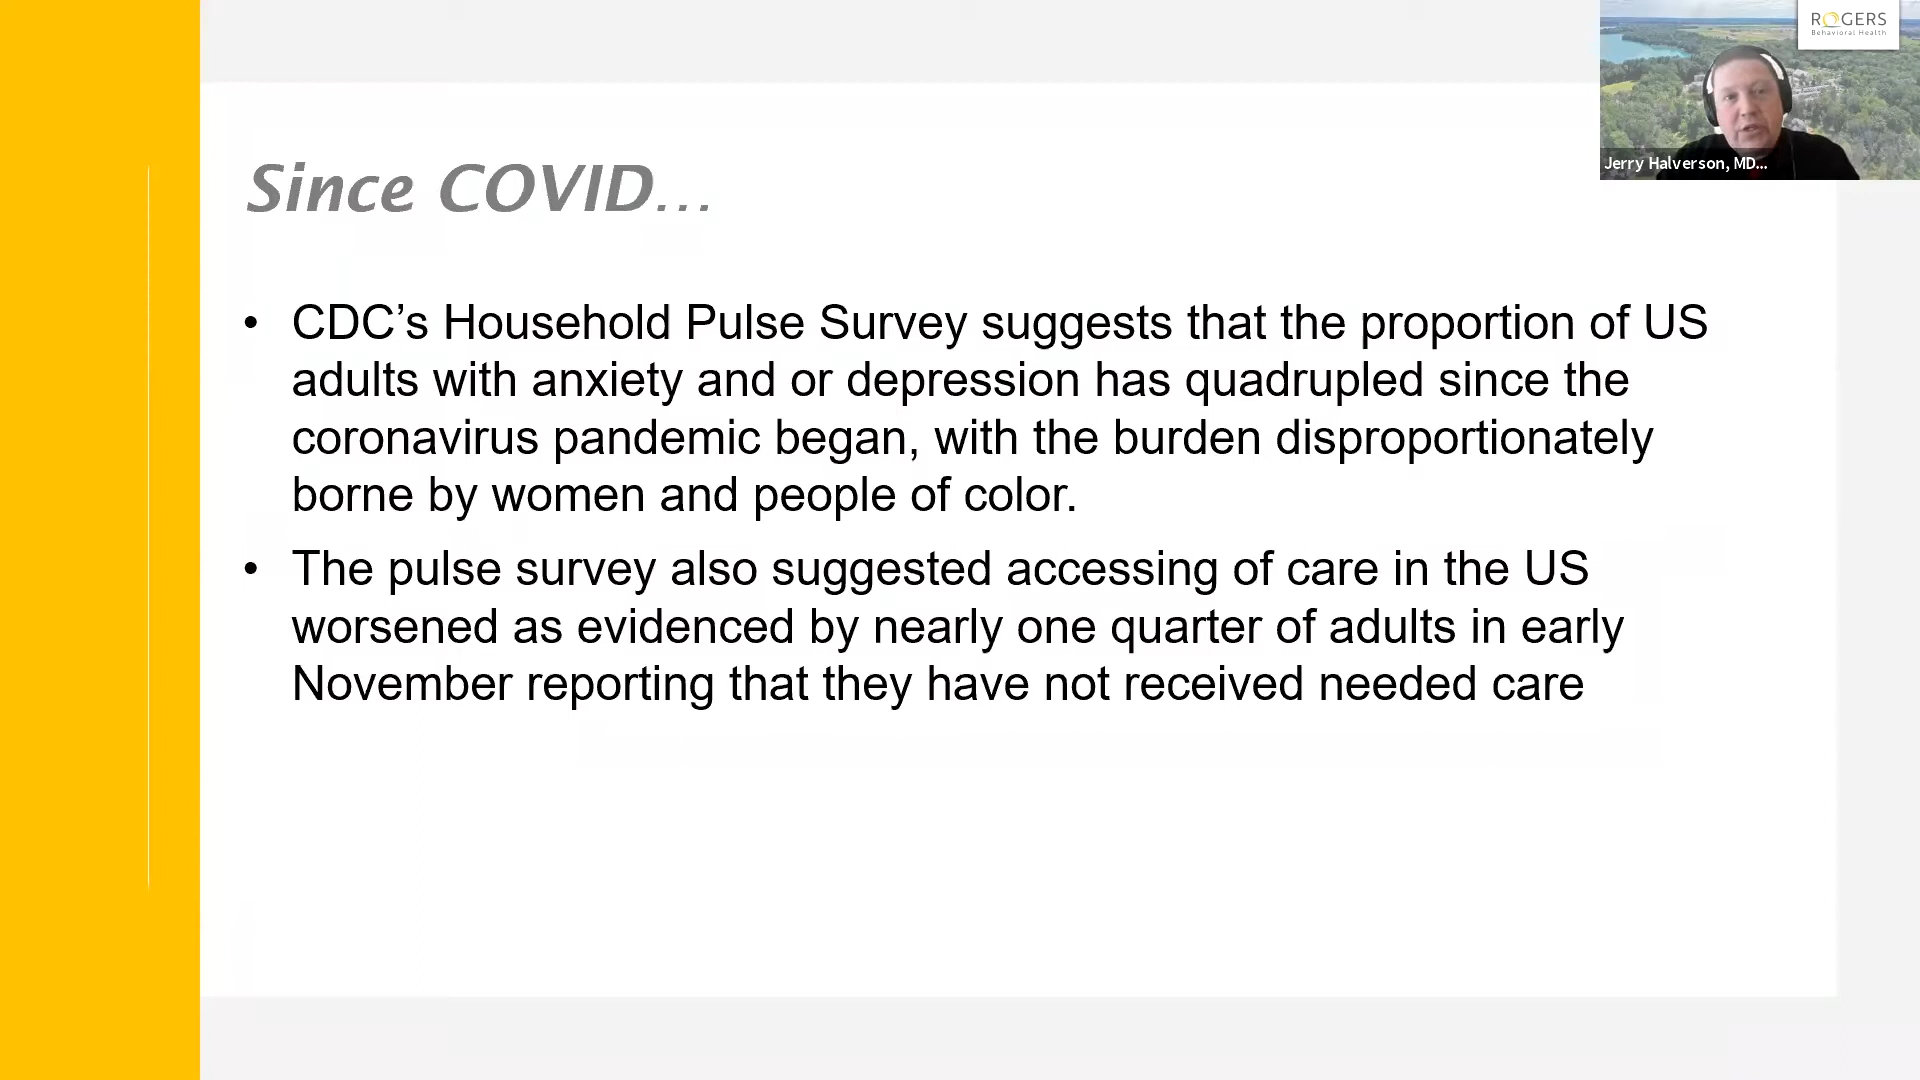 ROGERS
Behavioral Health
Jerry Halverson, MD...
Since COVID...
• CDC’s Household Pulse Survey suggests that the proportion of US
adults with anxiety and or depression has quadrupled since the
coronavirus pandemic began, with the burden disproportionately
borne by women and people of color.
• The pulse survey also suggested accessing of care in the US
worsened as evidenced by nearly one quarter of adults in early
November reporting that they have not received needed care